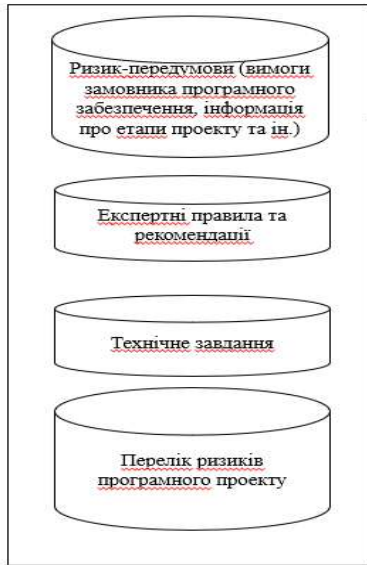 Ризик-передумови (вимоги
замовника програмного
забезпечення, інформація
про етапи проекту та ін.)
Експертні правила та
рекомендації
Технічне завдання
Перелік ризиків
програмного проекту